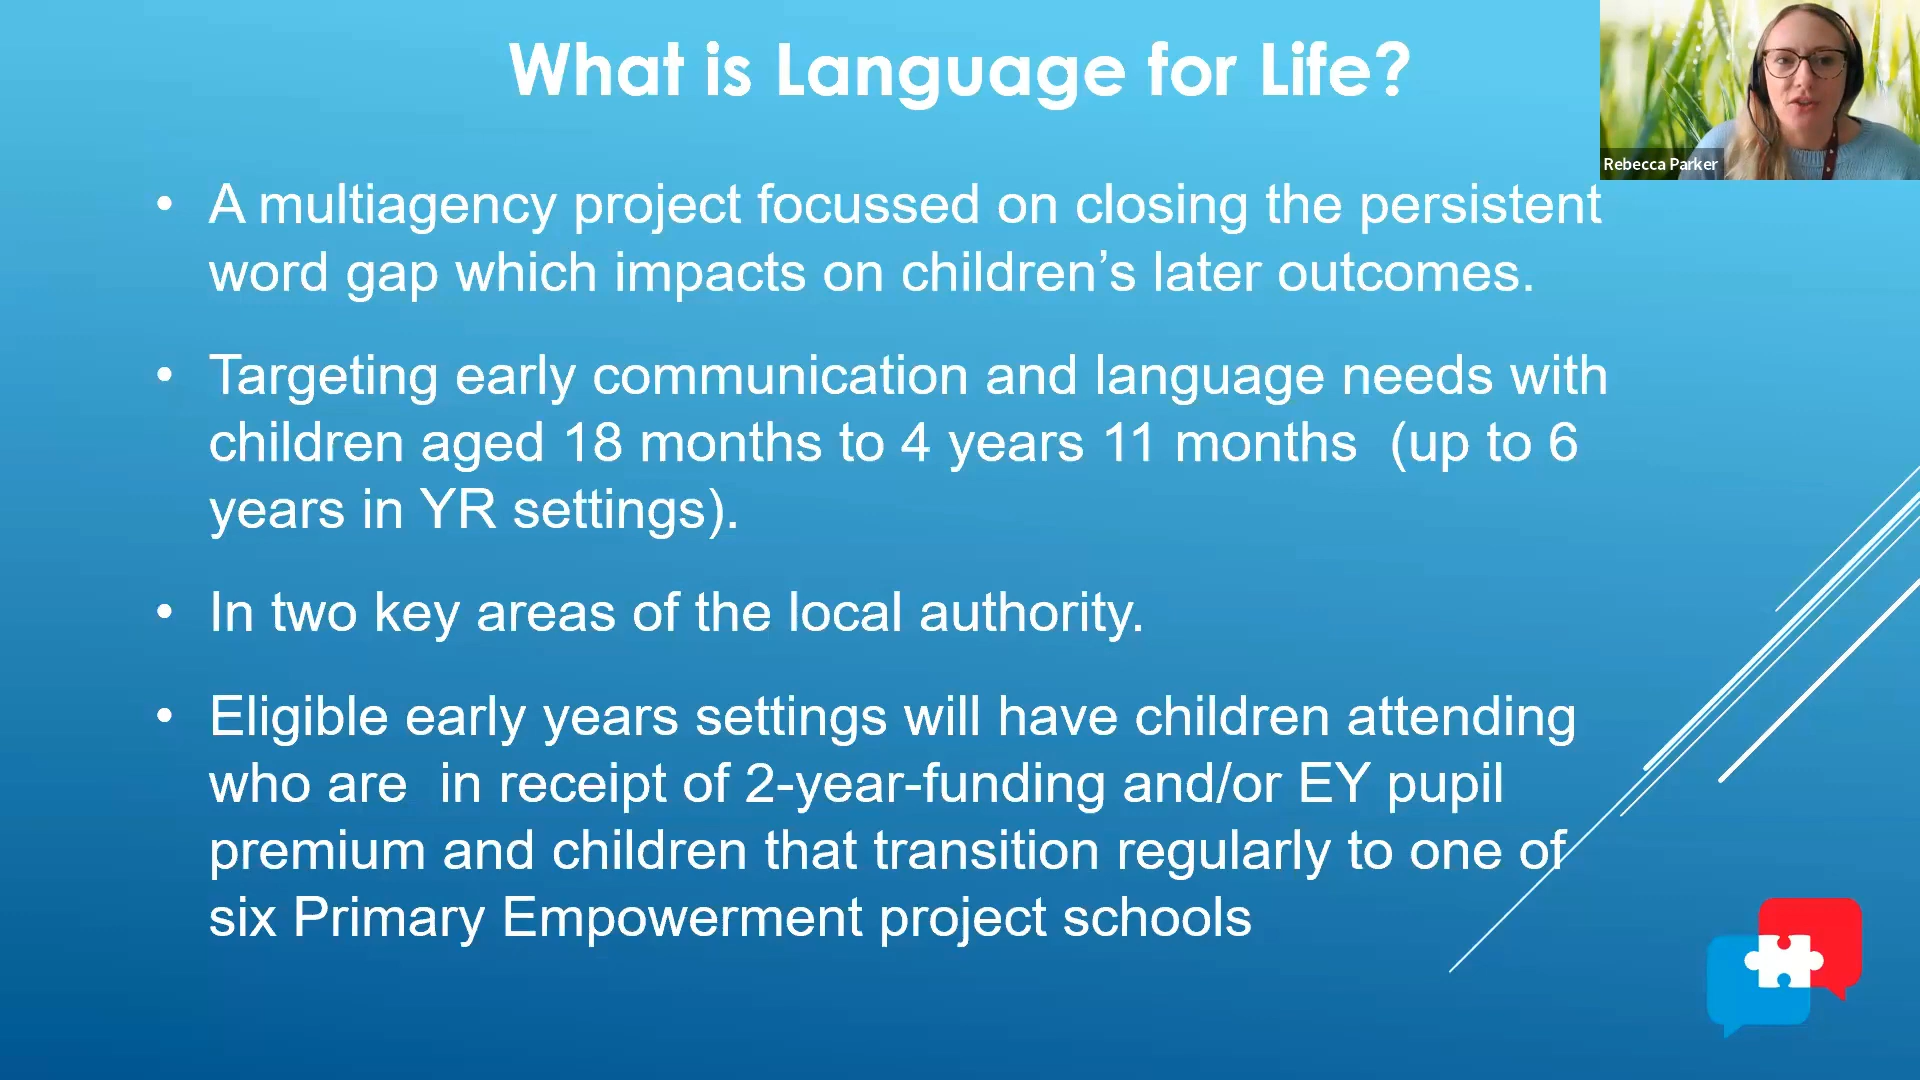 What is Language for Life?
Rebecca Parker
• A multiagency project focussed on closing the persistent
word gap which impacts on children’s later outcomes.
• Targeting early communication and language needs with
children aged 18 months to 4 years 11 months  (up to 6
years in YR settings).
• In two key areas of the local authority.
• Eligible early years settings will have children attending
who are  in receipt of 2-year-funding and/or EY pupil
premium and children that transition regularly to one of
six Primary Empowerment project schools